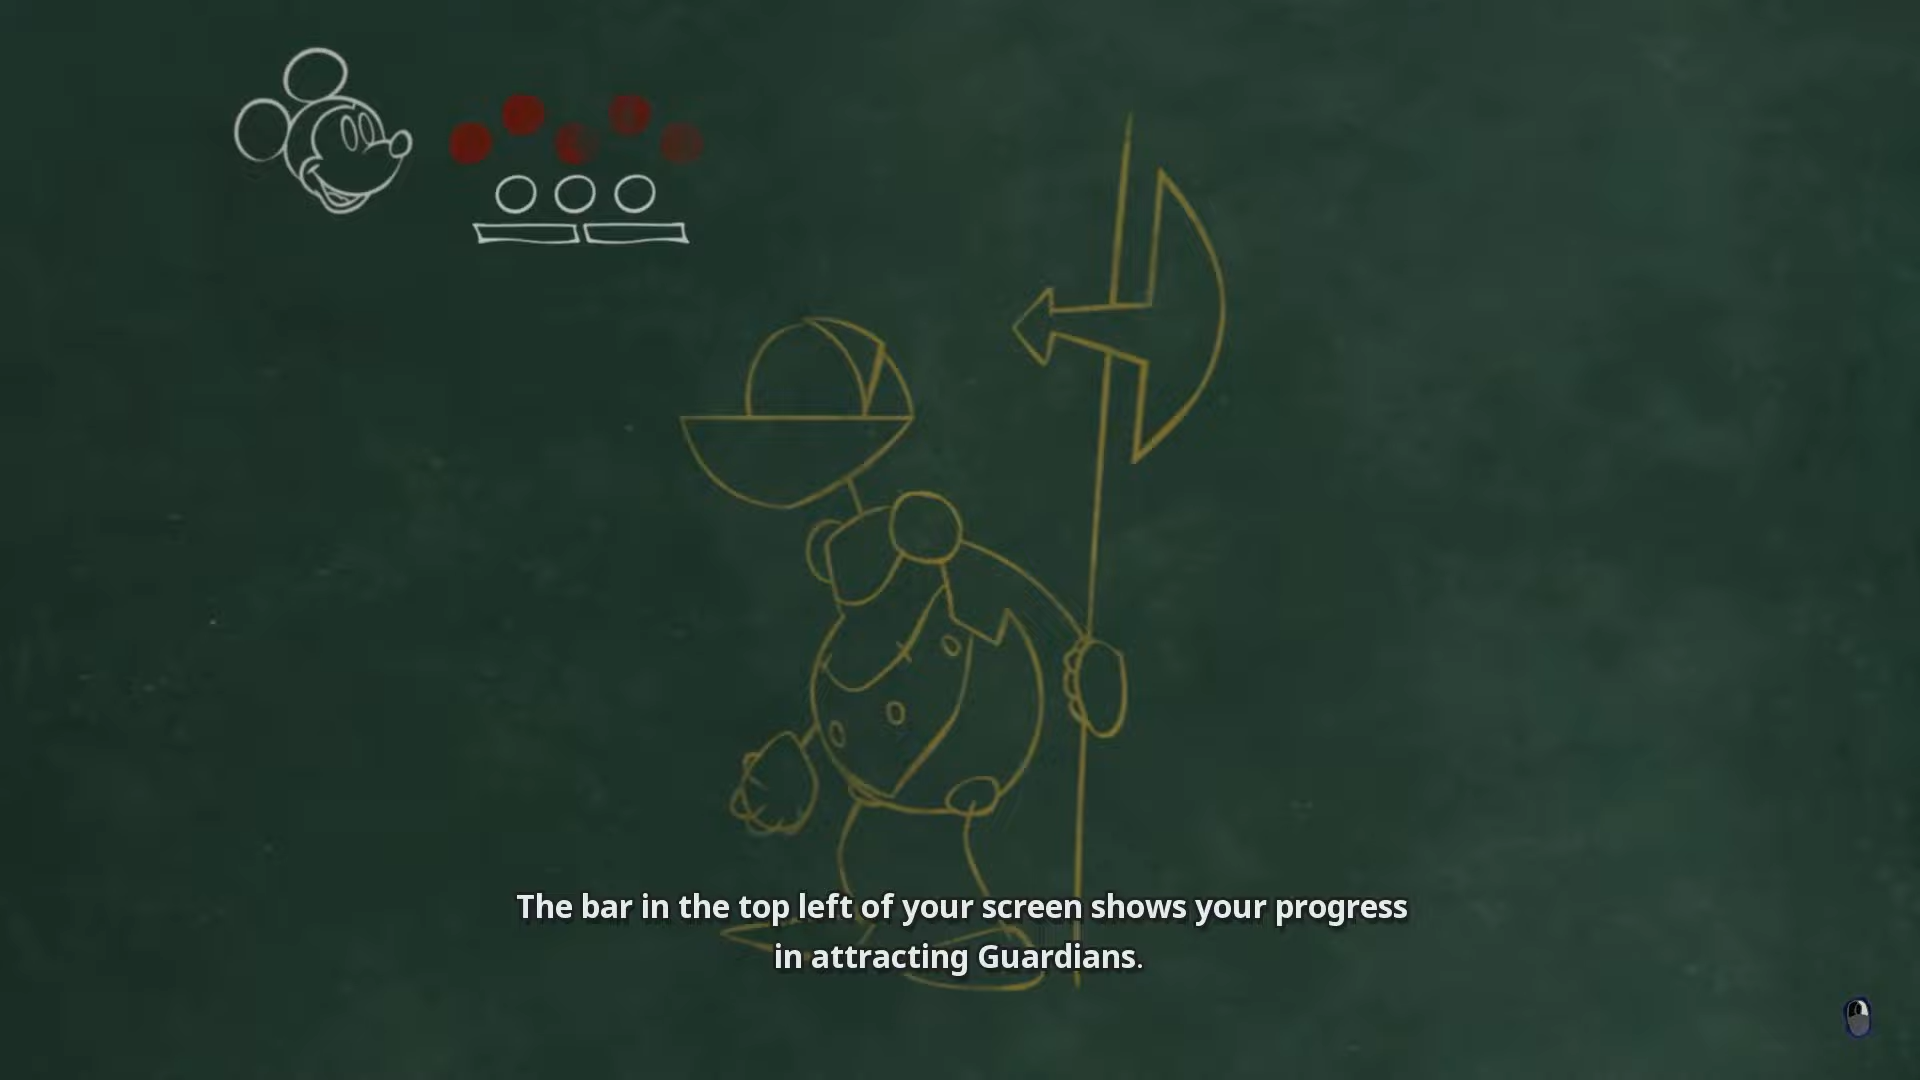 The bar in the top left of your screen shows your progress
in attracting Guardians.